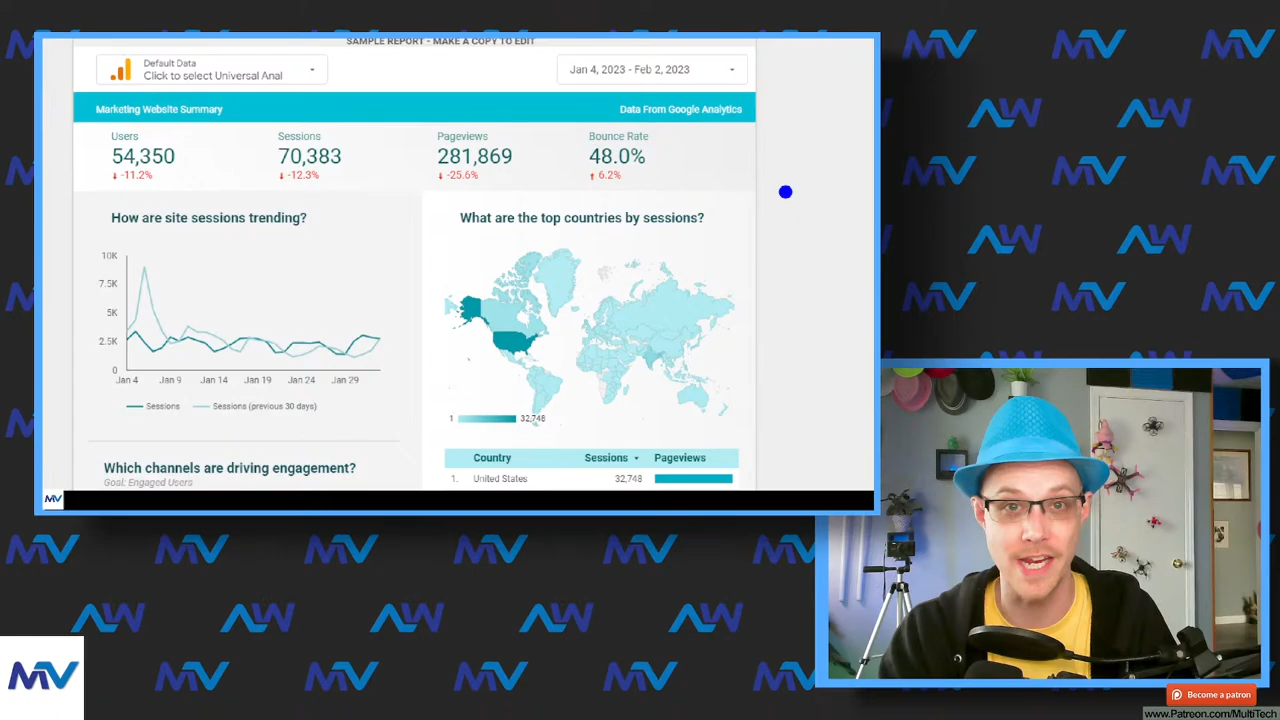 SAMPLE REPORT - MAKE A COPY TO EDIT
Default Data
Click to select Universal Anal
Jan 4, 2023 - Feb 2, 2023
Marketing Website Summary
Data From Google Analytics
Users
54,350
-11.2%
Sessions
70,383
-12.3%
Pageviews
281,869
-25.6%
Bounce Rate
48.0%
6.2%
How are site sessions trending?
10K
7.5K
5K
2.5K
0
Jan 4 Jan 9 Jan 14 Jan 19 Jan 24 Jan 29
Sessions Sessions (previous 30 days)
What are the top countries by sessions?
1 32,748
Which channels are driving engagement?
Goal: Engaged Users
Country Sessions Pageviews
1. United States 32,748
Become a patron
www.Patreon.com/MultiTech